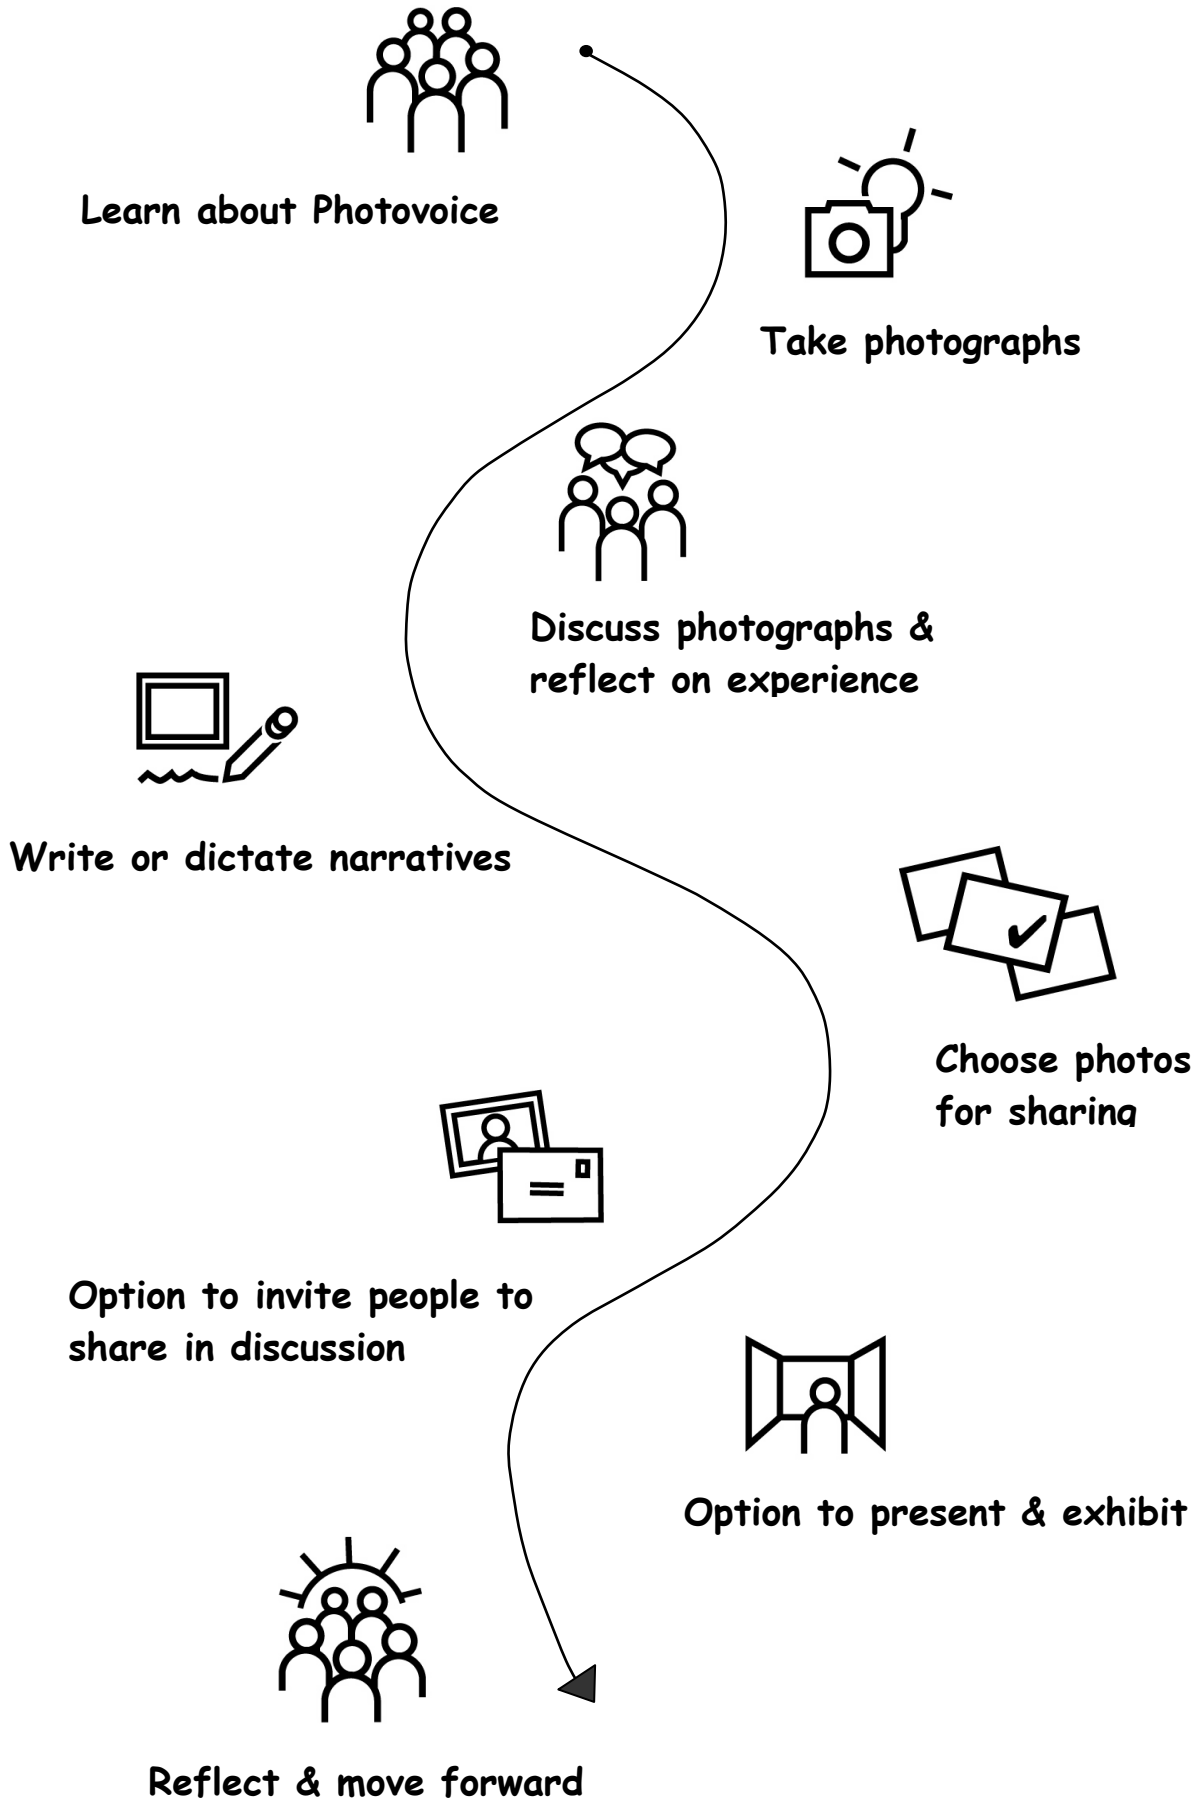 Learn about Photovoice
Take photographs
Discuss photographs &
reflect on experience
Write or dictate narratives
Choose photos
for sharing
Option to invite people to
share in discussion
Option to present & exhibit
Reflect & move forward